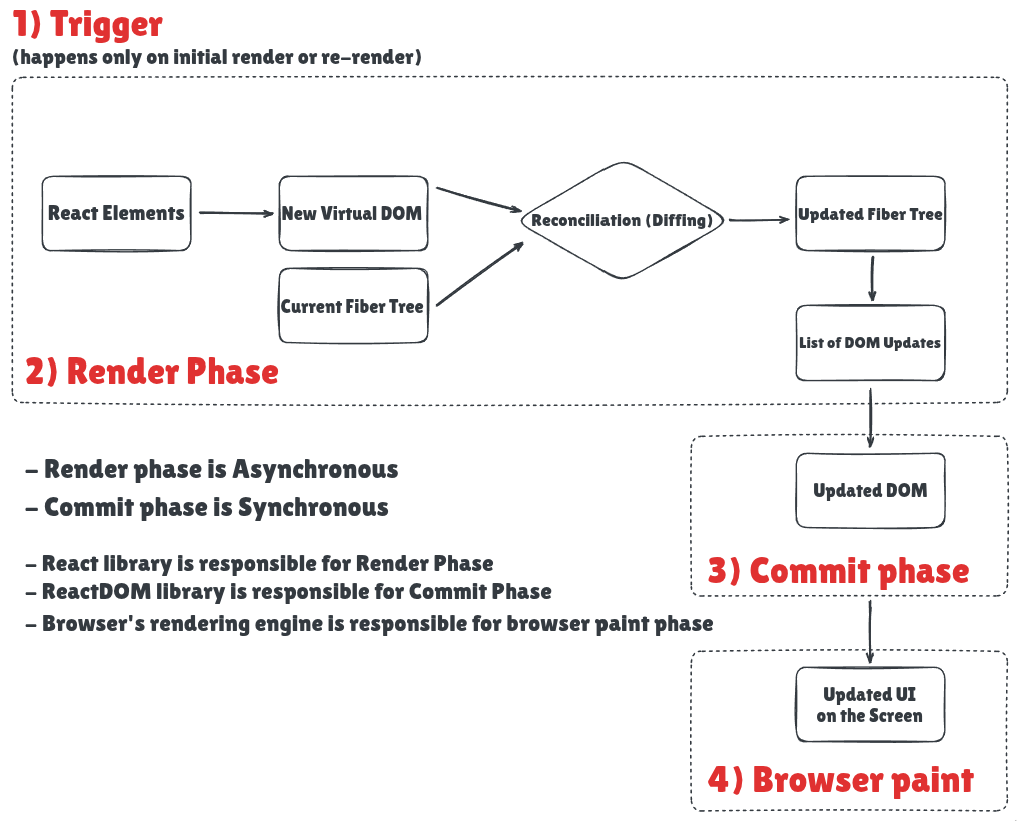 1) Trigger
(happens only on initial render or re-render)
React Elements
New Virtual DOM
Current Fiber Tree
Reconciliation (Diffing)
Updated Fiber Tree
List of DOM Updates
2) Render Phase
- Render phase is Asynchronous
- Commit phase is Synchronous
- React library is responsible for Render Phase
- ReactDOM library is responsible for Commit Phase
- Browser's rendering engine is responsible for browser paint phase
Updated DOM
3) Commit phase
Updated UI
on the Screen
4) Browser paint